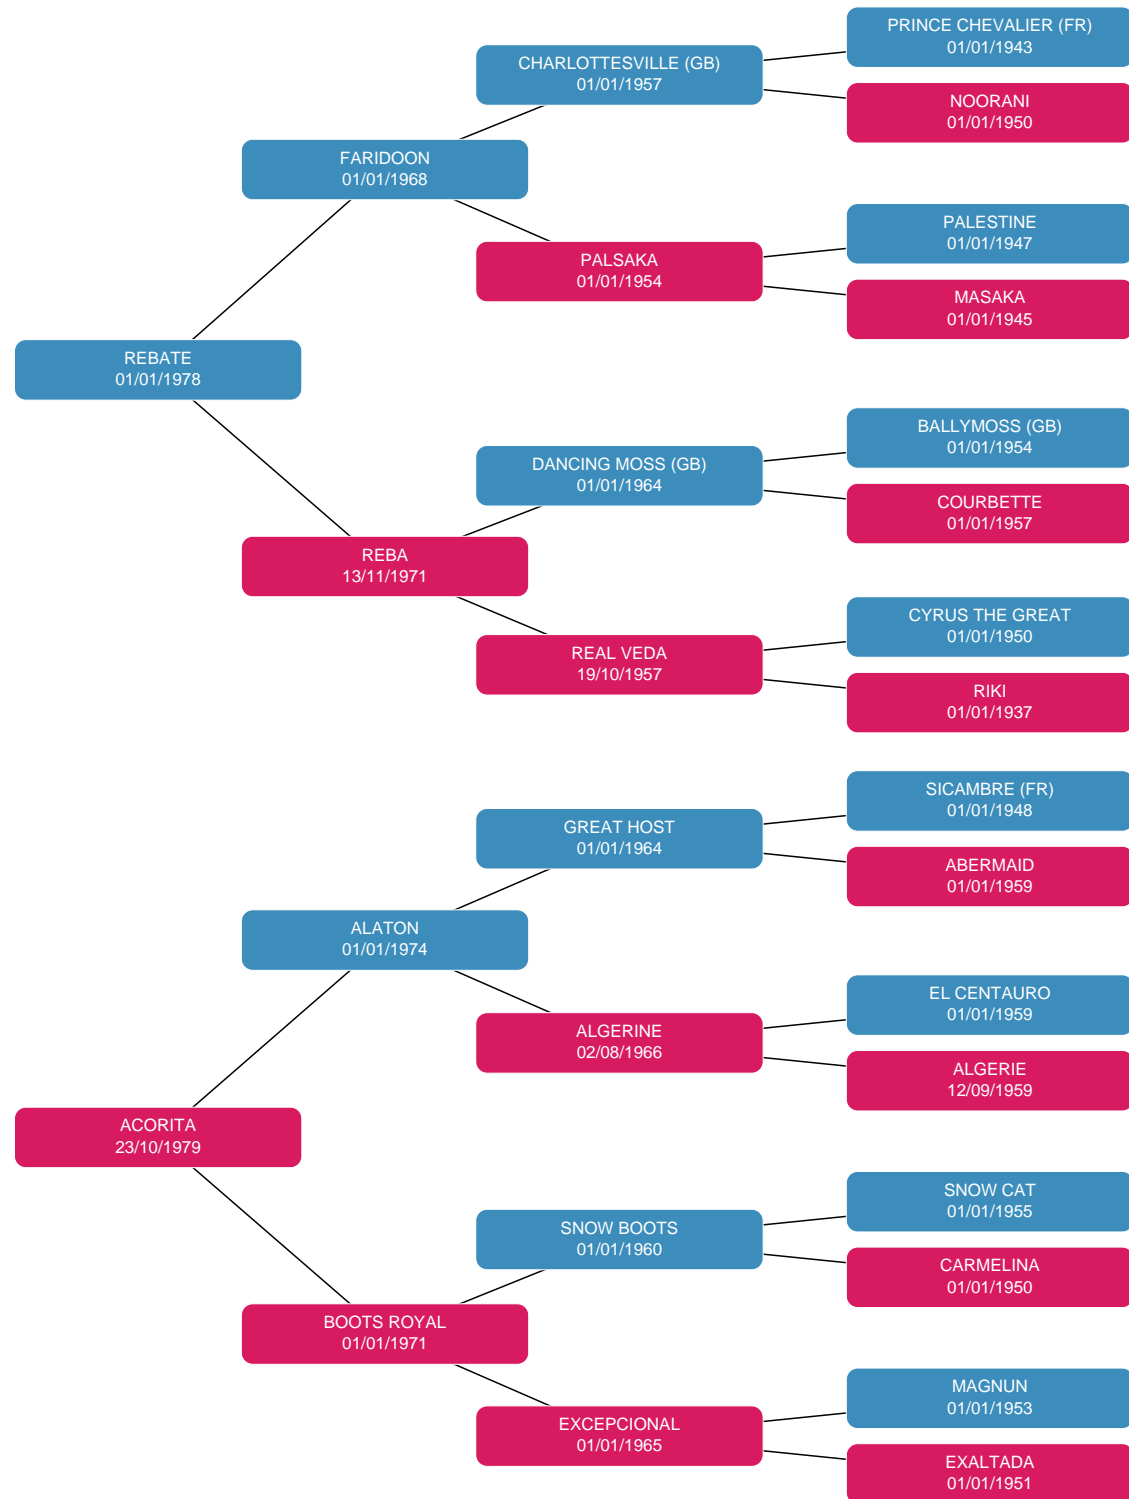 PRINCE CHEVALIER (FR)
01/01/1943
CHARLOTTESVILLE (GB)
01/01/1957
NOORANI
01/01/1950
FARIDOON
01/01/1968
PALESTINE
01/01/1947
PALSAKA
01/01/1954
MASAKA
01/01/1945
REBATE
01/01/1978
BALLYMOSS (GB)
01/01/1954
DANCING MOSS (GB)
01/01/1964
COURBETTE
01/01/1957
REBA
13/11/1971
CYRUS THE GREAT
01/01/1950
REAL VEDA
19/10/1957
RIKI
01/01/1937
SICAMBRE (FR)
01/01/1948
GREAT HOST
01/01/1964
ABERMAID
01/01/1959
ALATON
01/01/1974
EL CENTAURO
01/01/1959
ALGERINE
02/08/1966
ALGERIE
12/09/1959
ACORITA
23/10/1979
SNOW CAT
01/01/1955
SNOW BOOTS
01/01/1960
CARMELINA
01/01/1950
BOOTS ROYAL
01/01/1971
MAGNUN
01/01/1953
EXCEPCIONAL
01/01/1965
EXALTADA
01/01/1951